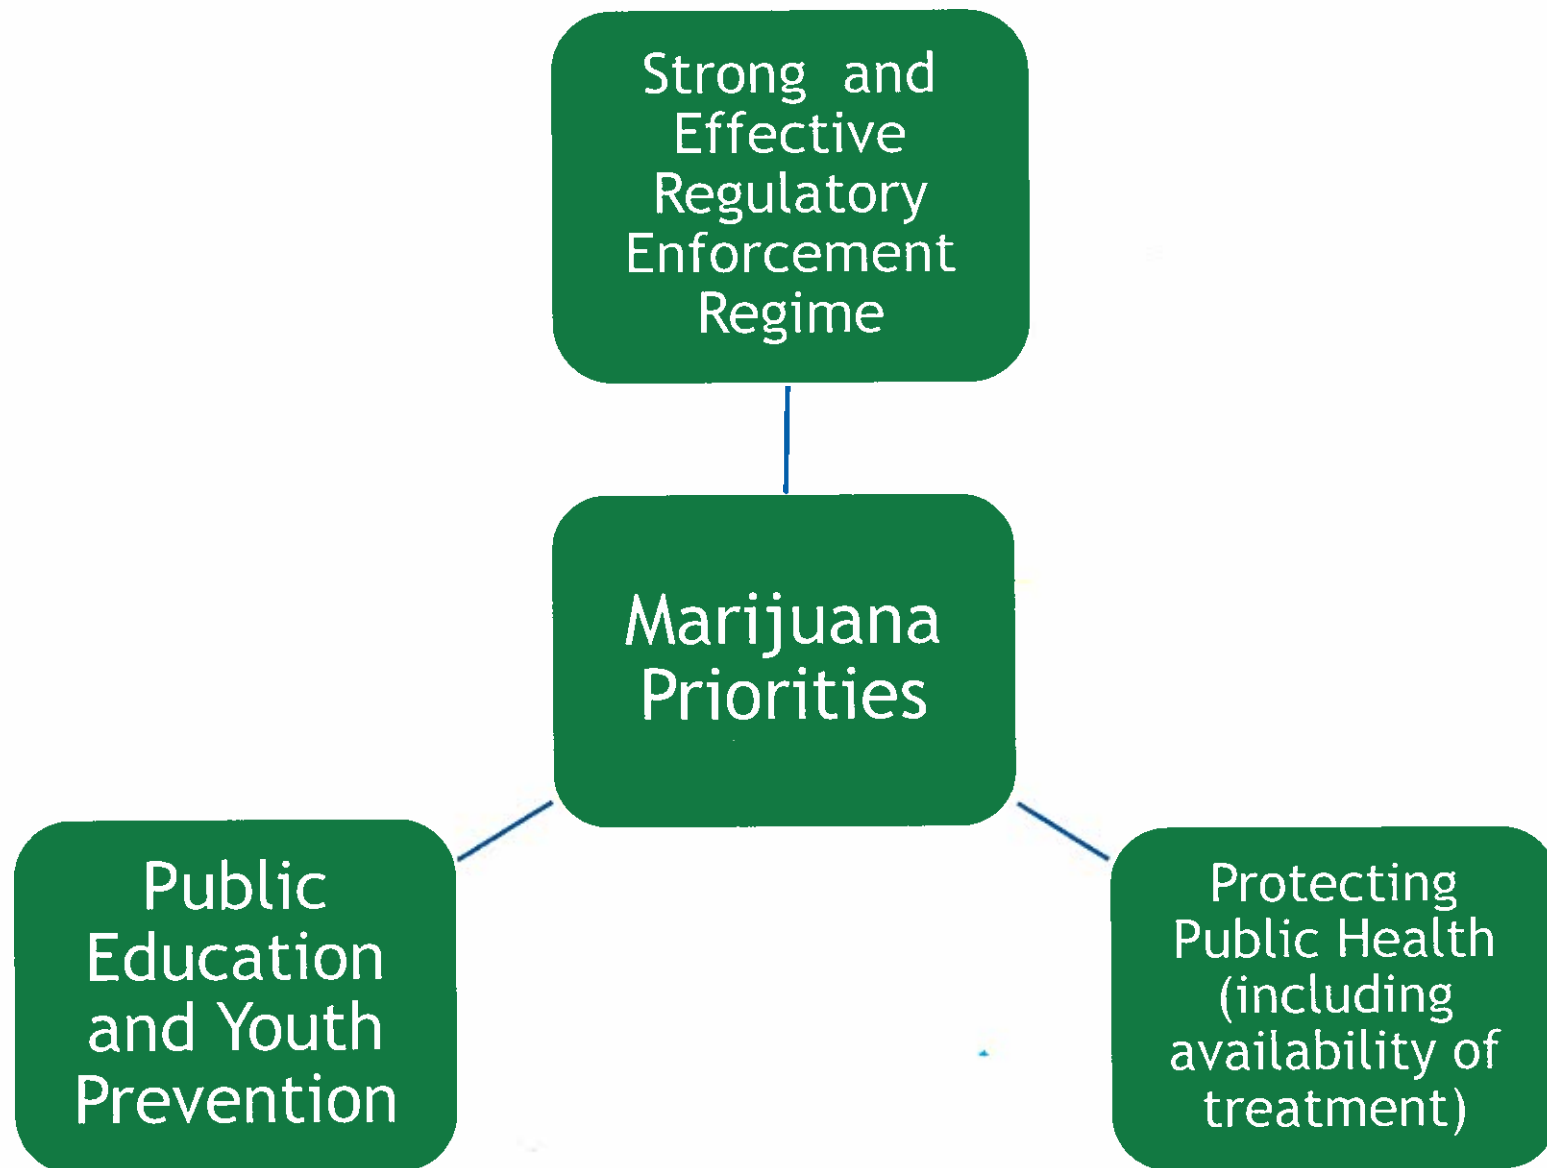 Strong and
Effective
Regulatory
Enforcement
Regime
Marijuana
Priorities
Public
Education
and Youth
Prevention
Protecting
Public Health
(including
availability of
treatment)